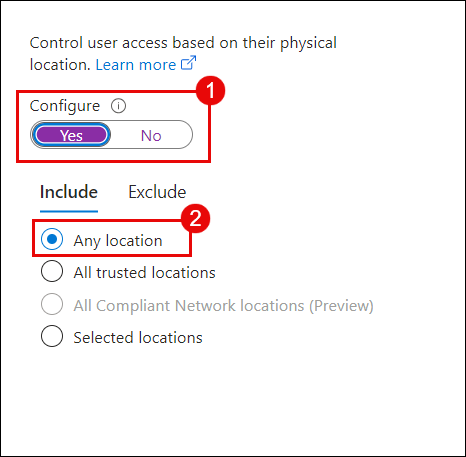 Control user access based on their physical
location. Learn more
1
Configure
Yes No
Include Exclude
2
Any location
All trusted locations
All Compliant Network locations (Preview)
Selected locations